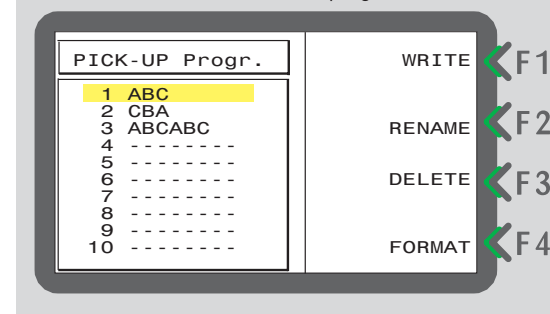 PICK-UP Progr.
1 ABC
2 CBA
3 ABCABC
4 --------
5 --------
6 --------
7 --------
8 --------
9 --------
10 --------
WRITE F1
RENAME F2
DELETE F3
FORMAT F4